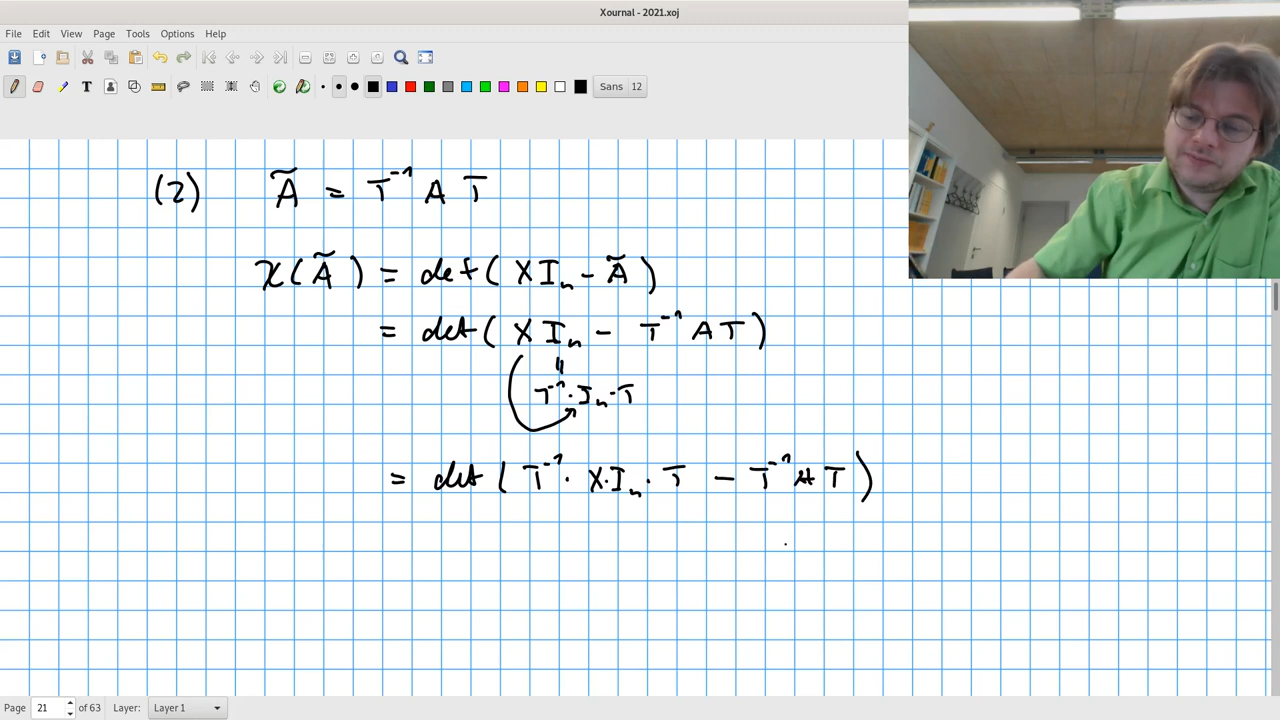 Xournal - 2021.xoj
File Edit View Page Tools Options Help
T Sans 12
(2) Ã = T⁻¹ A T
χ(Ã) = det( X Iₙ - Ã )
= det( X Iₙ - T⁻¹ A T )
=
T⁻¹ · Iₙ · T
= det( T⁻¹ · X · Iₙ · T - T⁻¹ A T )
Page 21 of 63 Layer: Layer 1